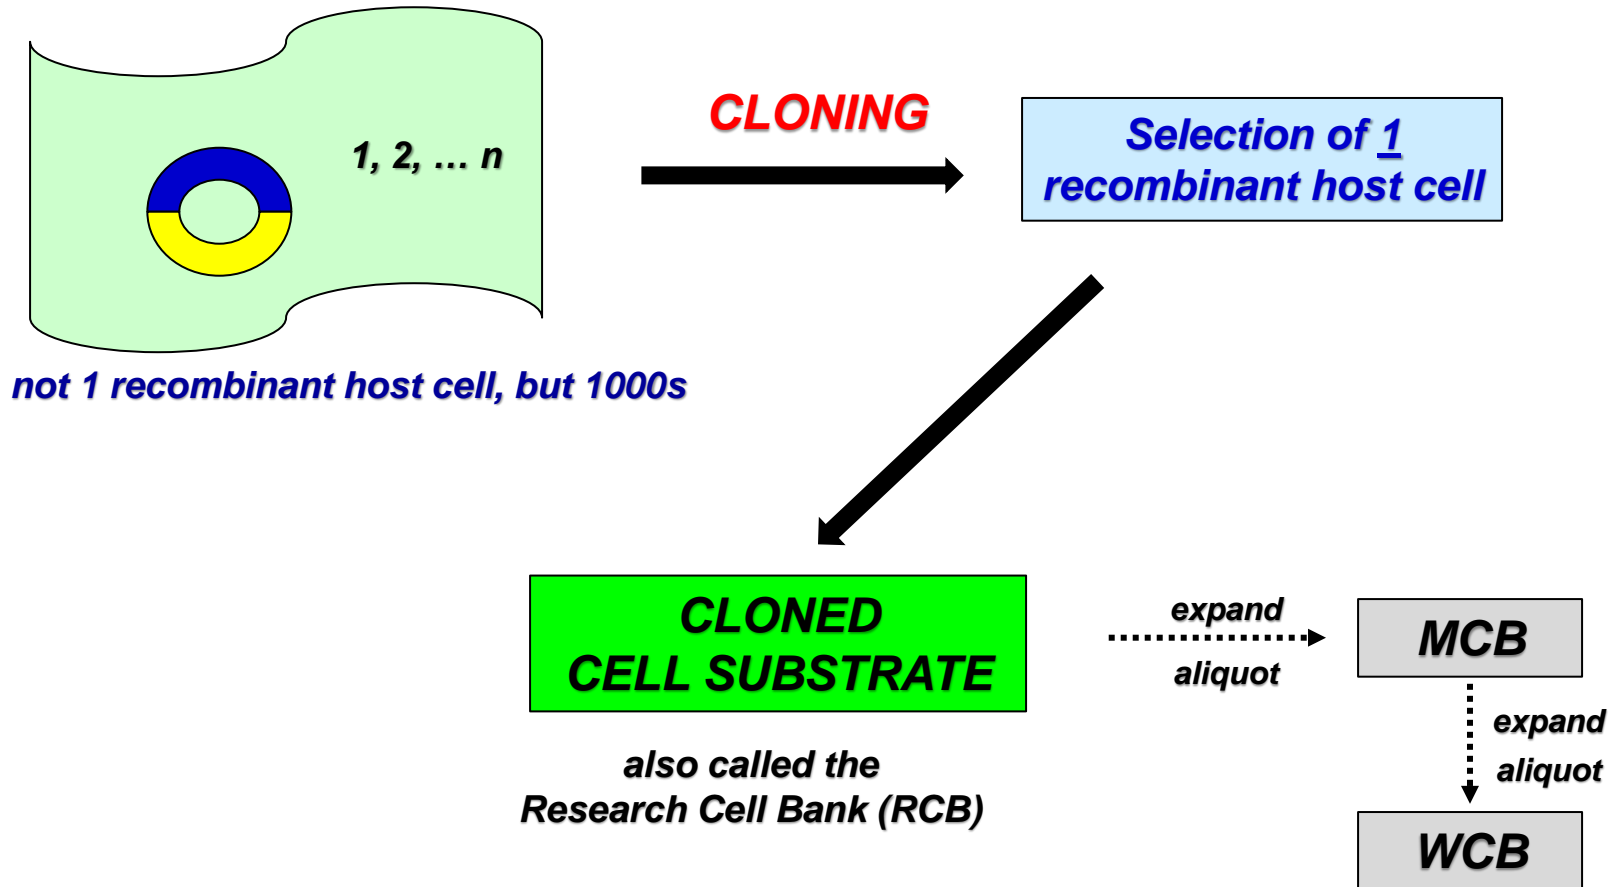 1, 2, … n
CLONING
Selection of 1
recombinant host cell
not 1 recombinant host cell, but 1000s
CLONED
CELL SUBSTRATE
also called the
Research Cell Bank (RCB)
expand
aliquot
MCB
expand
aliquot
WCB